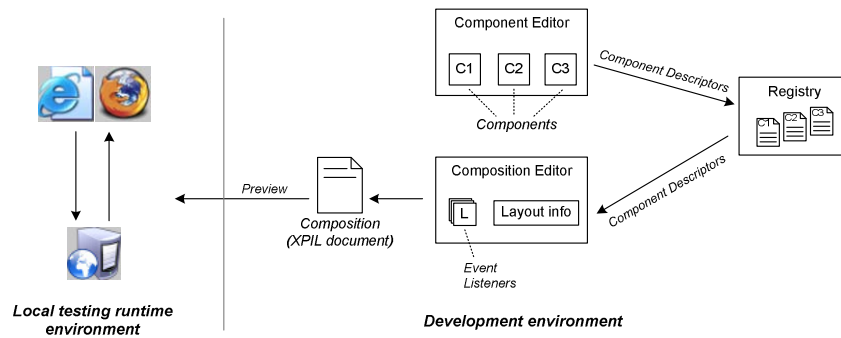 Component Editor
C1 C2 C3
Components
Component Descriptors
Registry
C1 C2 C3
Component Descriptors
Composition Editor
L Layout info
Event
Listeners
Preview
Composition
(XPIL document)
Local testing runtime
environment
Development environment